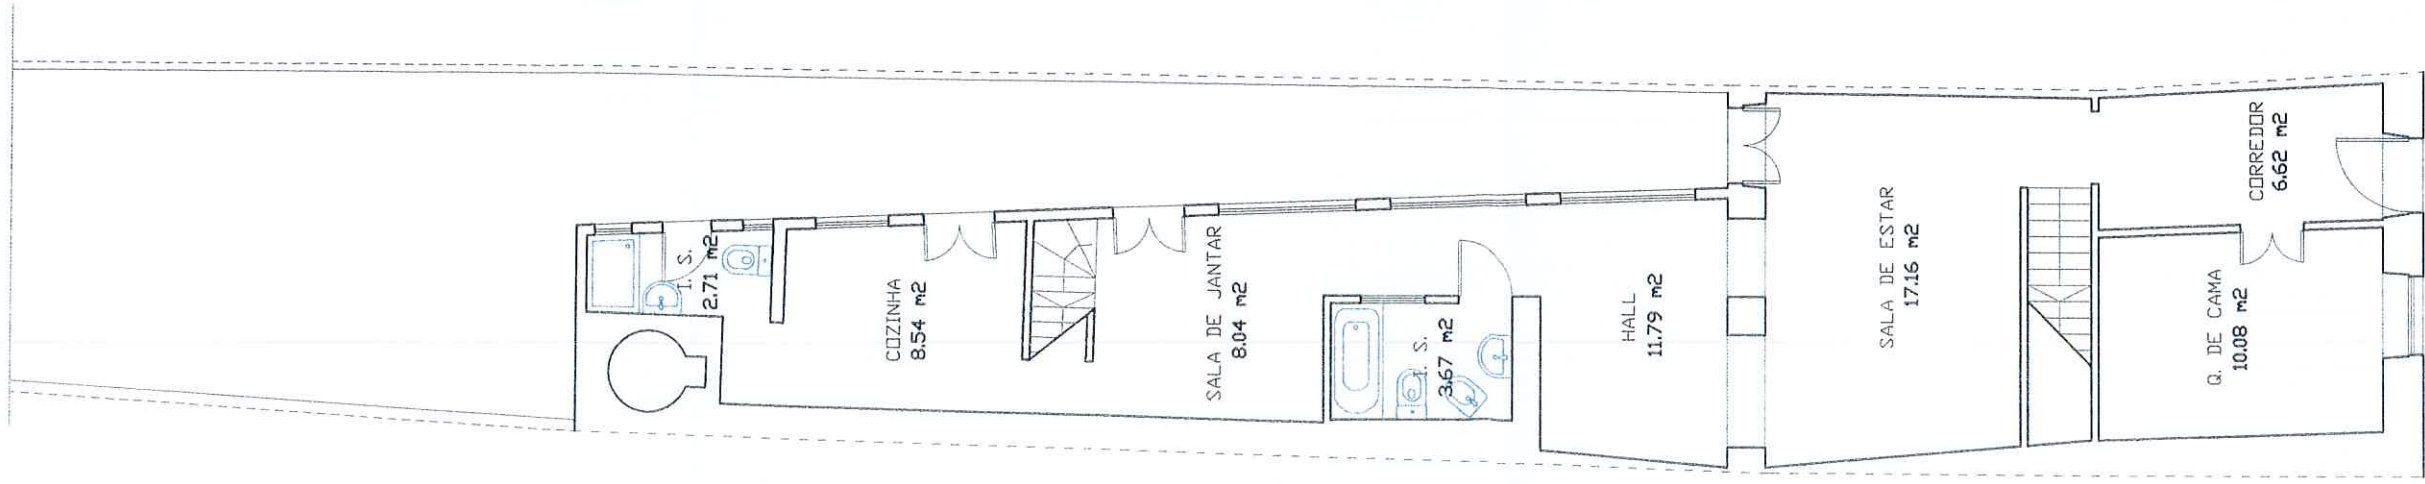 I. S.
2.71 m2
COZINHA
8.54 m2
SALA DE JANTAR
8.04 m2
I. S.
3.67 m2
HALL
11.79 m2
SALA DE ESTAR
17.16 m2
CORREDOR
6.62 m2
Q. DE CAMA
10.08 m2